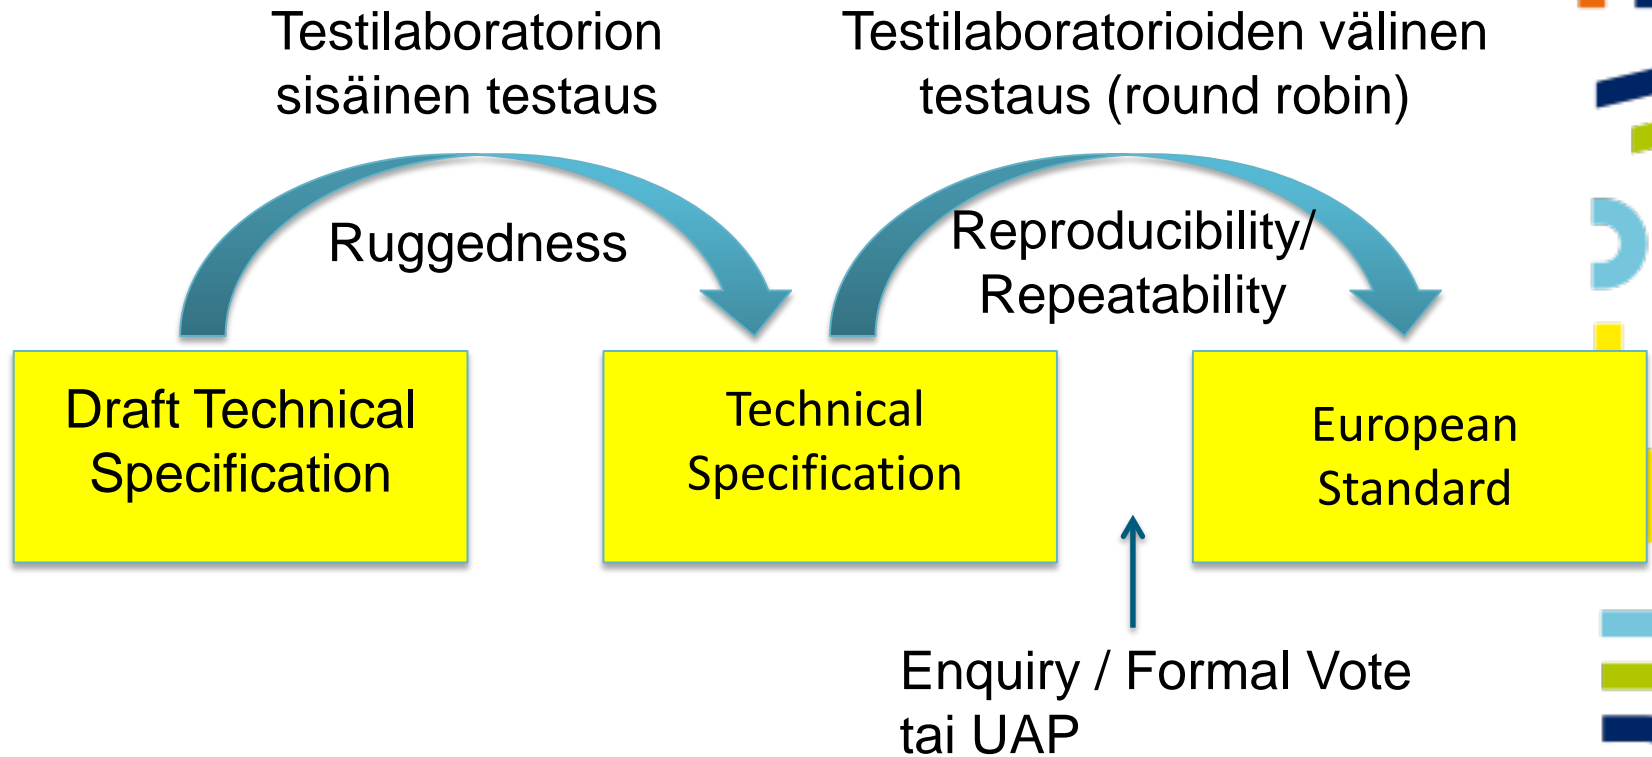 Testilaboratorion
sisäinen testaus
Testilaboratorioiden välinen
testaus (round robin)
Ruggedness
Reproducibility/
Repeatability
Draft Technical
Specification
Technical
Specification
European
Standard
Enquiry / Formal Vote
tai UAP